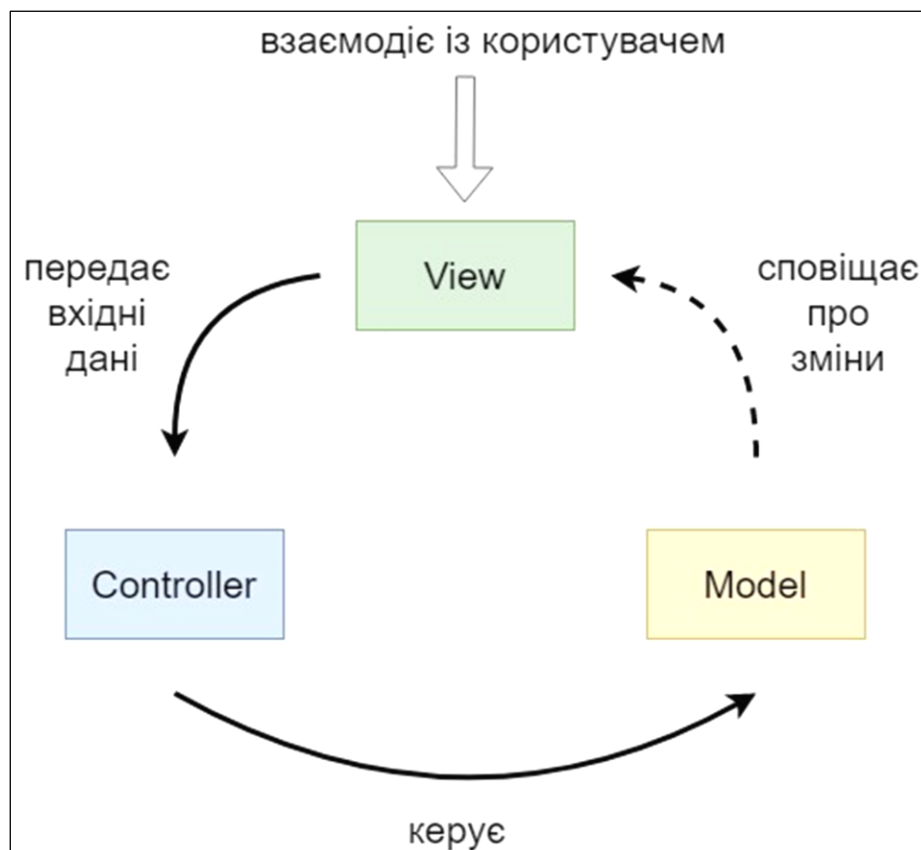 взаємодіє із користувачем
View
передає
вхідні
дані
сповіщає
про
зміни
Controller
Model
керує